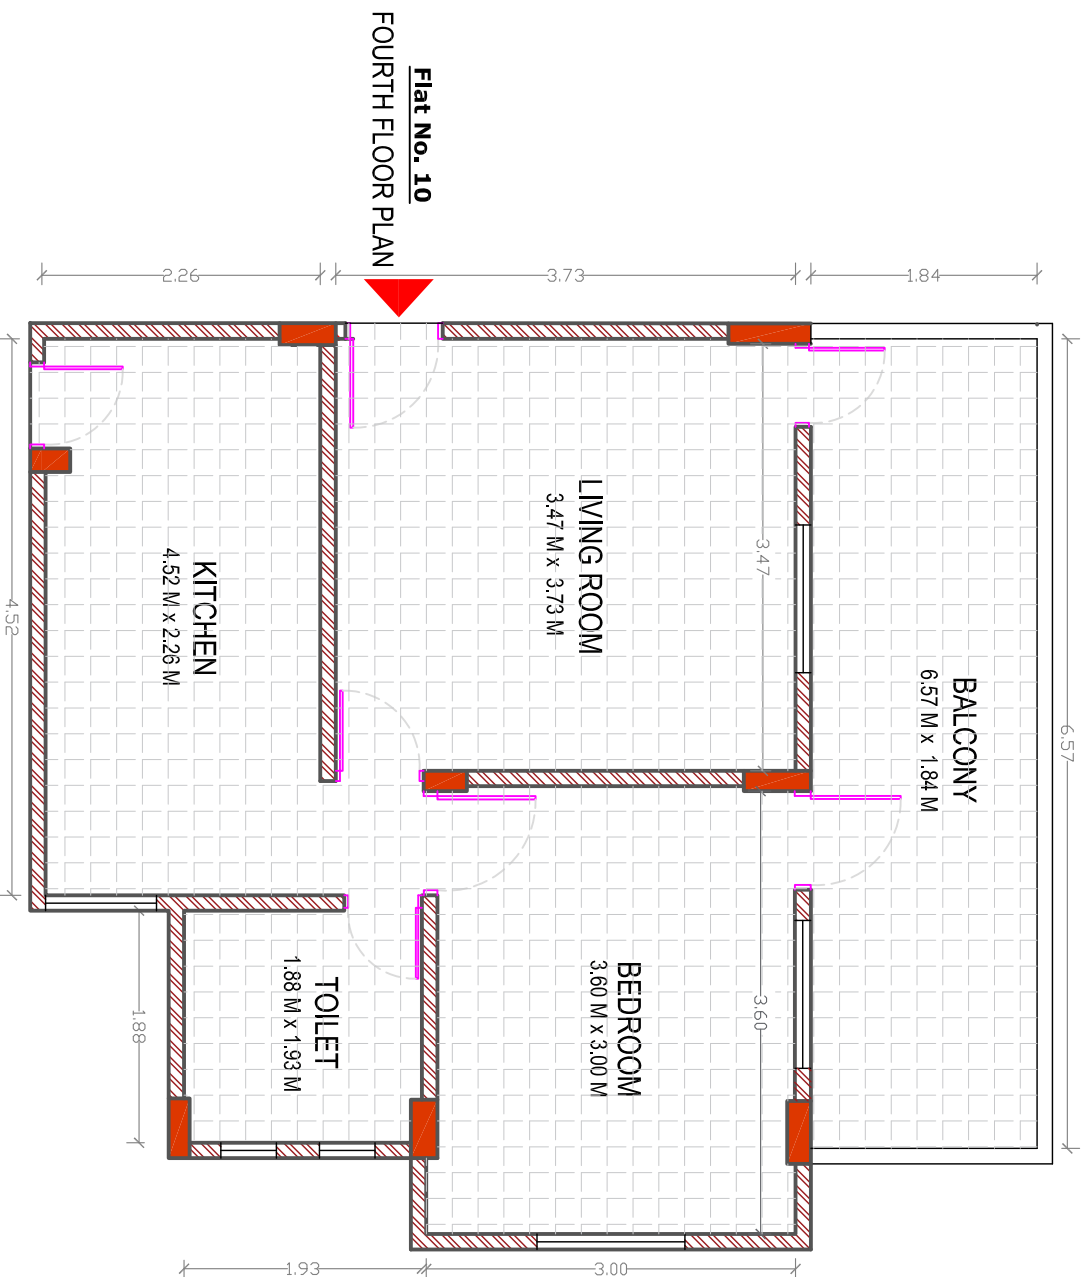 Flat No. 10
FOURTH FLOOR PLAN
2.26
3.73
1.84
LIVING ROOM
3.47 M x 3.73 M
3.47
KITCHEN
4.52 M x 2.26 M
4.52
BALCONY
6.57 M x 1.84 M
6.57
BEDROOM
3.60 M x 3.00 M
3.60
TOILET
1.88 M x 1.93 M
1.88
1.93
3.00